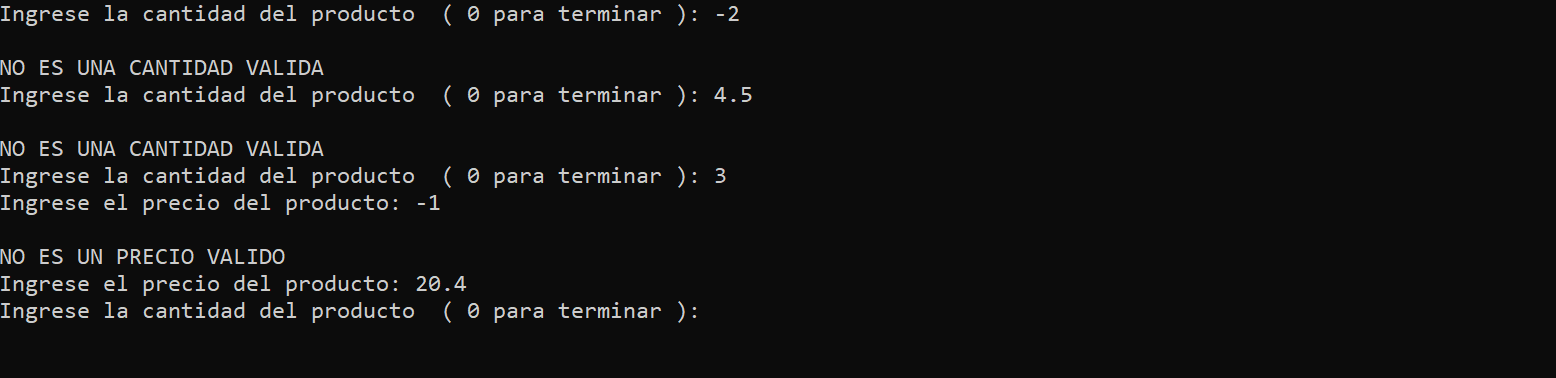 Ingrese la cantidad del producto  ( 0 para terminar ): -2
NO ES UNA CANTIDAD VALIDA
Ingrese la cantidad del producto  ( 0 para terminar ): 4.5
NO ES UNA CANTIDAD VALIDA
Ingrese la cantidad del producto  ( 0 para terminar ): 3
Ingrese el precio del producto: -1
NO ES UN PRECIO VALIDO
Ingrese el precio del producto: 20.4
Ingrese la cantidad del producto  ( 0 para terminar ):